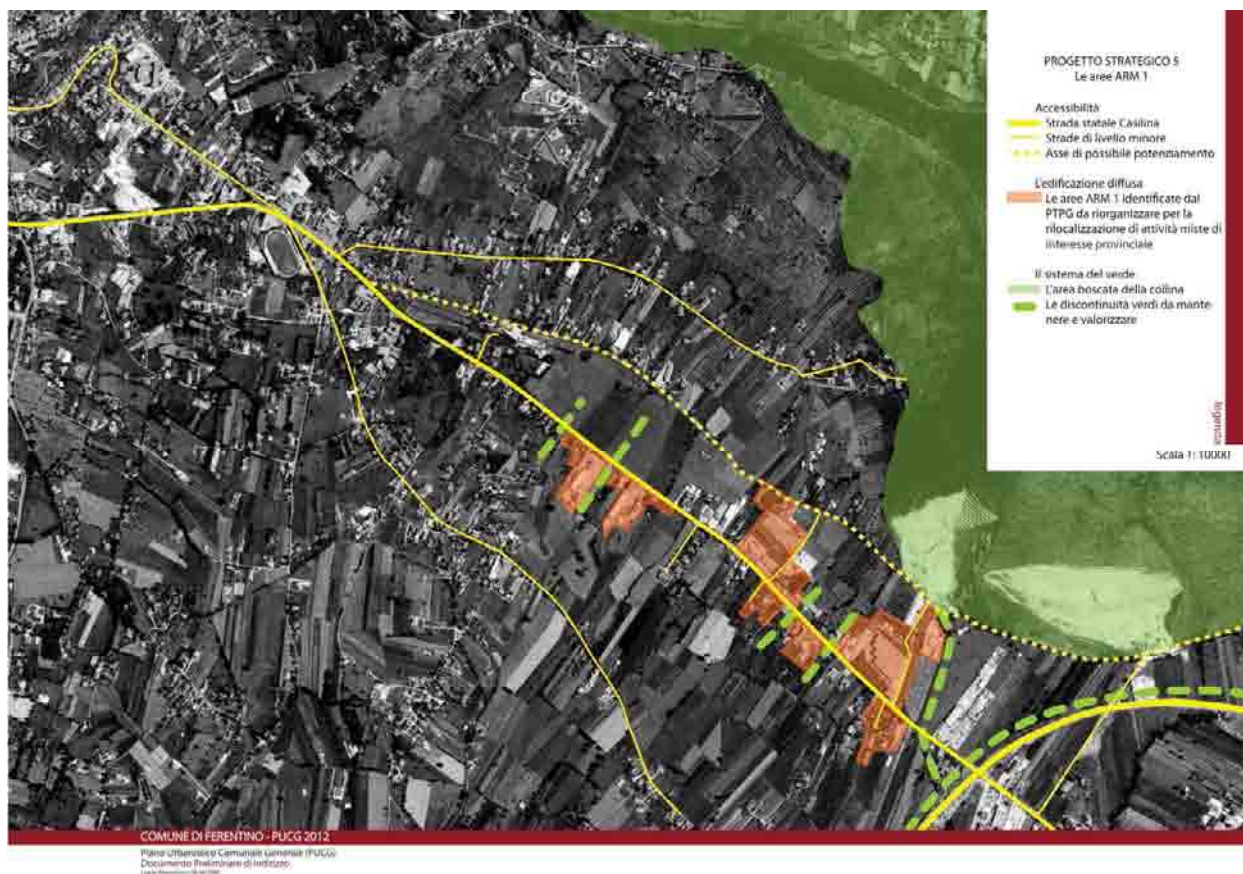 PROGETTO STRATEGICO 5
Le aree ARM 1
Accessibilità
Strada statale Casilina
Strade di livello minore
Asse di possibile potenziamento
L'edificazione diffusa
Le aree ARM 1 identificate dal
PTPG da riorganizzare per la
rilocalizzazione di attività miste di
interesse provinciale
Il sistema del verde
L'area boscata della collina
Le discontinuità verdi da mante
nere e valorizzare
legenda
Scala 1: 10000
COMUNE DI FERENTINO - PUCG 2012
Piano Urbanistico Comunale Generale (PUCG)
Documento Preliminare di Indirizzo